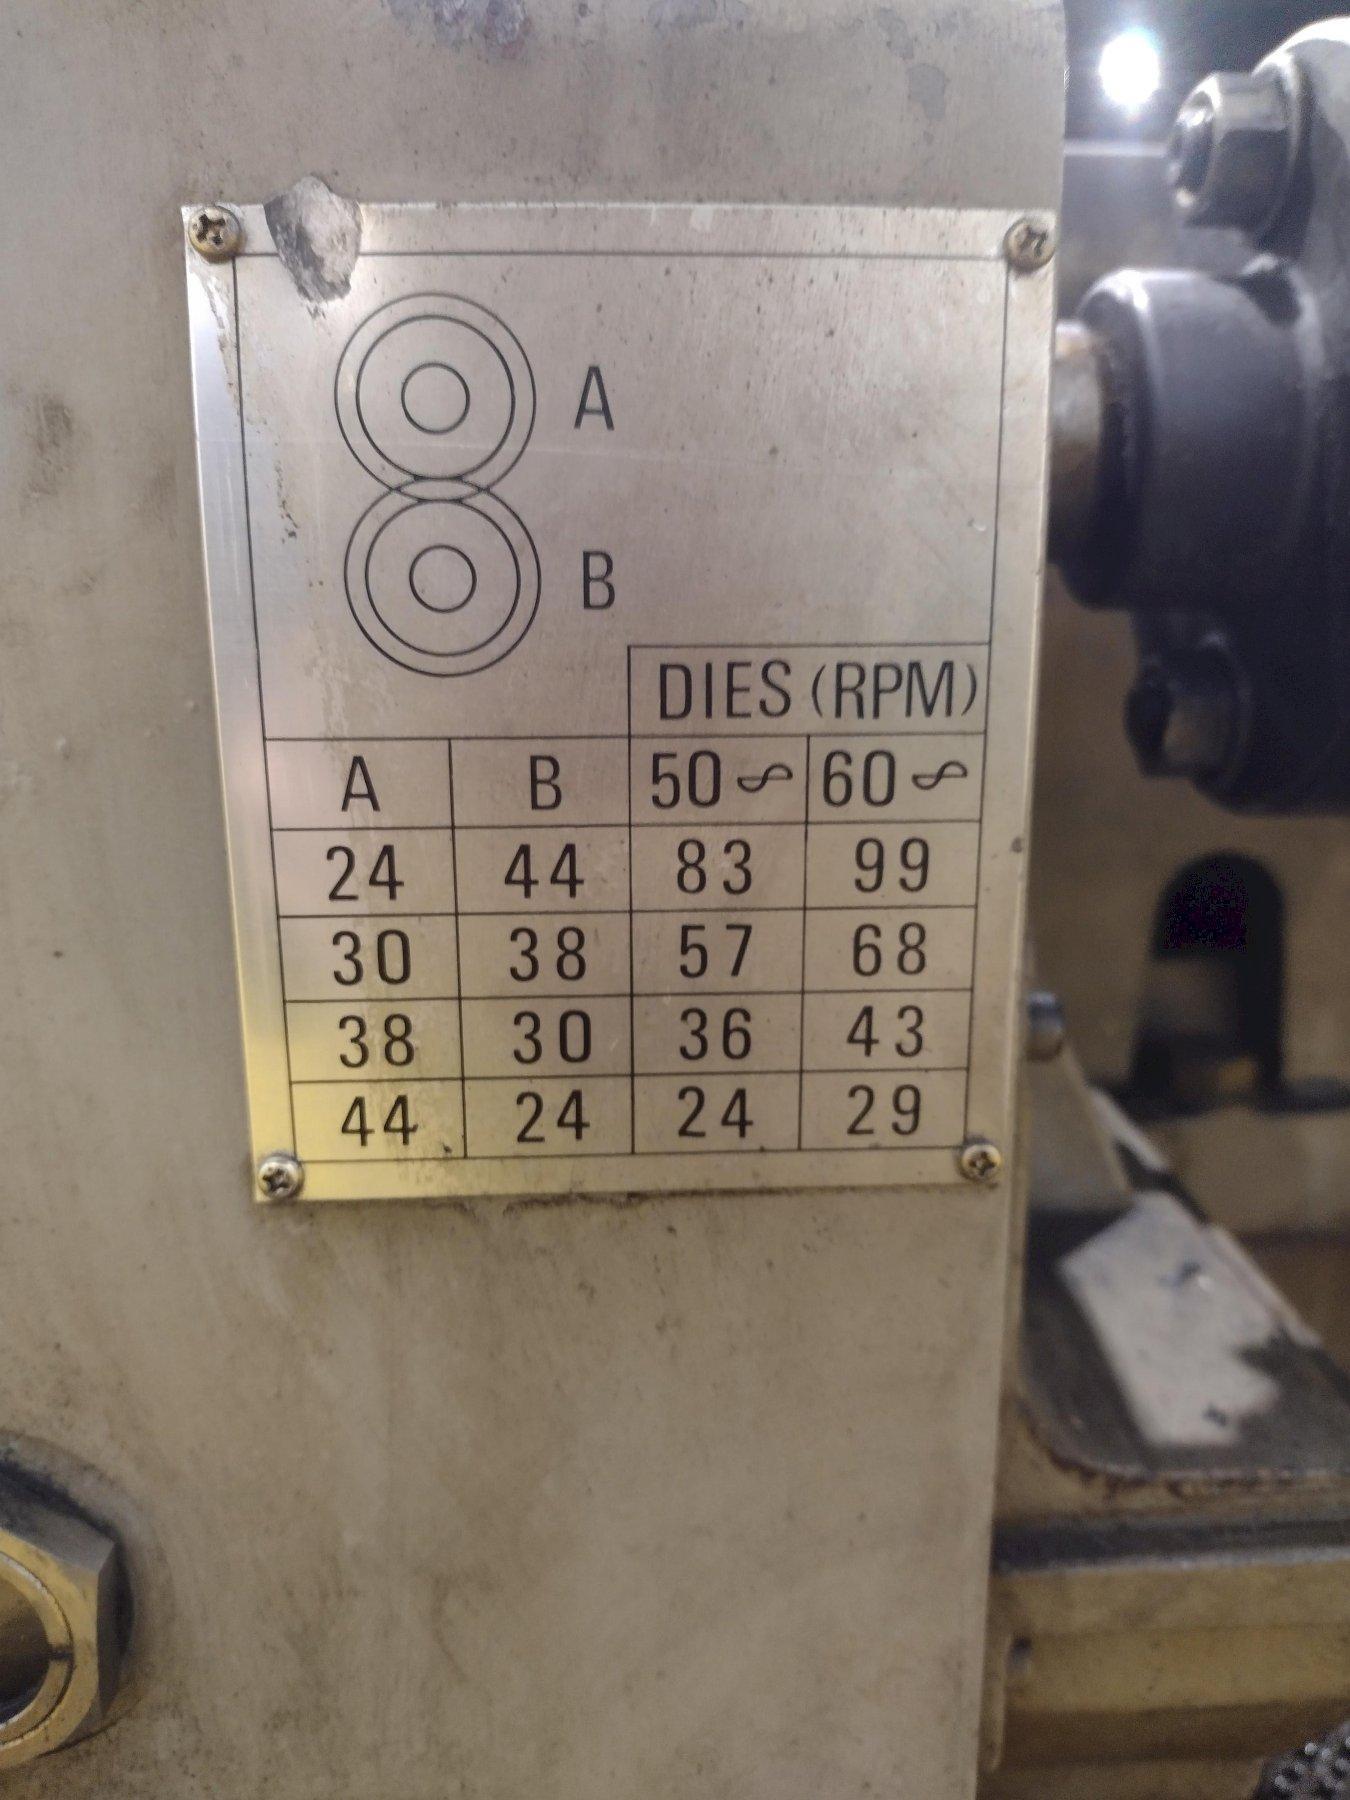 A
B
DIES (RPM)
A B 50 ∽ 60 ∽
24 44 83 99
30 38 57 68
38 30 36 43
44 24 24 29